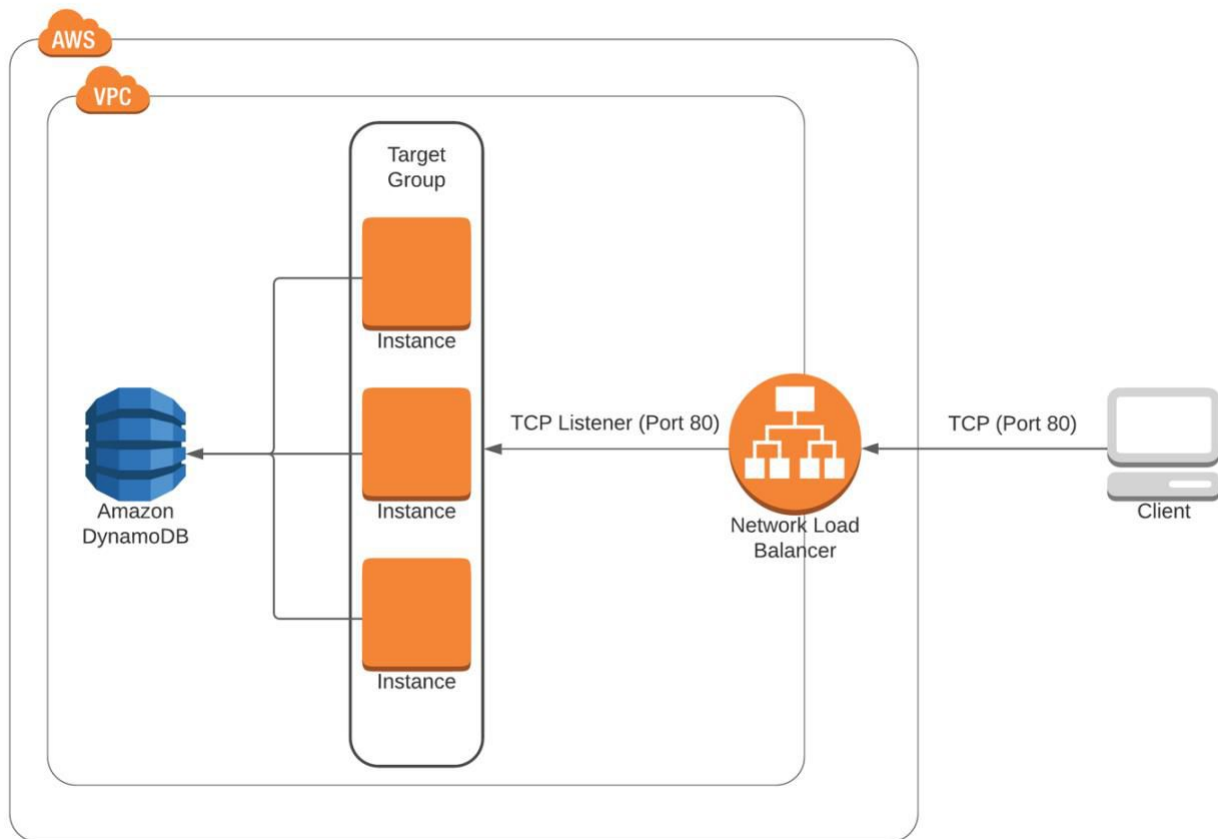 AWS
VPC
Target
Group
Instance
Instance
Instance
Amazon
DynamoDB
TCP Listener (Port 80)
Network Load
Balancer
TCP (Port 80)
Client